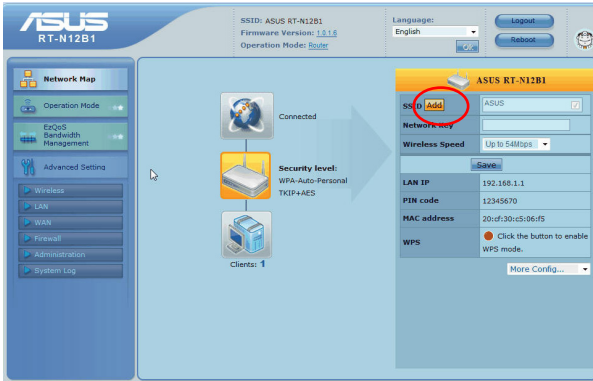 ASUS
RT-N12B1
SSID: ASUS RT-N12B1
Firmware Version: 1.0.1.6
Operation Mode: Router
Language:
English
OK
Logout
Reboot
Network Map
Operation Mode
EzQoS
Bandwidth
Management
Advanced Setting
Wireless
LAN
WAN
Firewall
Administration
System Log
Connected
Security level:
WPA-Auto-Personal
TKIP+AES
Clients: 1
ASUS RT-N12B1
SSID Add ASUS
Network Key
Wireless Speed Up to 54Mbps
Save
LAN IP 192.168.1.1
PIN code 12345670
MAC address 20:cf:30:c5:06:f5
WPS Click the button to enable
WPS mode.
More Config...